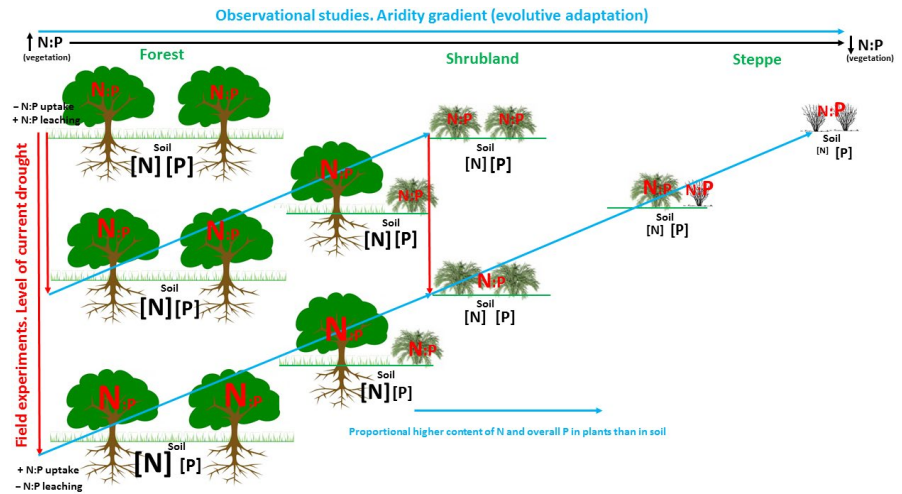 Observational studies. Aridity gradient (evolutive adaptation)
N:P
(vegetation)
N:P
(vegetation)
Forest
Shrubland
Steppe
– N:P uptake
+ N:P leaching
Field experiments. Level of current drought
N:P
N:P
Soil
[N] [P]
N:P
N:P
Soil
[N] [P]
N:P
Soil
[N] [P]
N:P
N:P
Soil
[N] [P]
N:P
N:P
Soil
[N] [P]
N:P
N:P
Soil
[N] [P]
N:P
Soil
[N] [P]
N:P
N:P
Soil
[N] [P]
N:P
N:P
Soil
[N] [P]
Proportional higher content of N and overall P in plants than in soil
+ N:P uptake
– N:P leaching